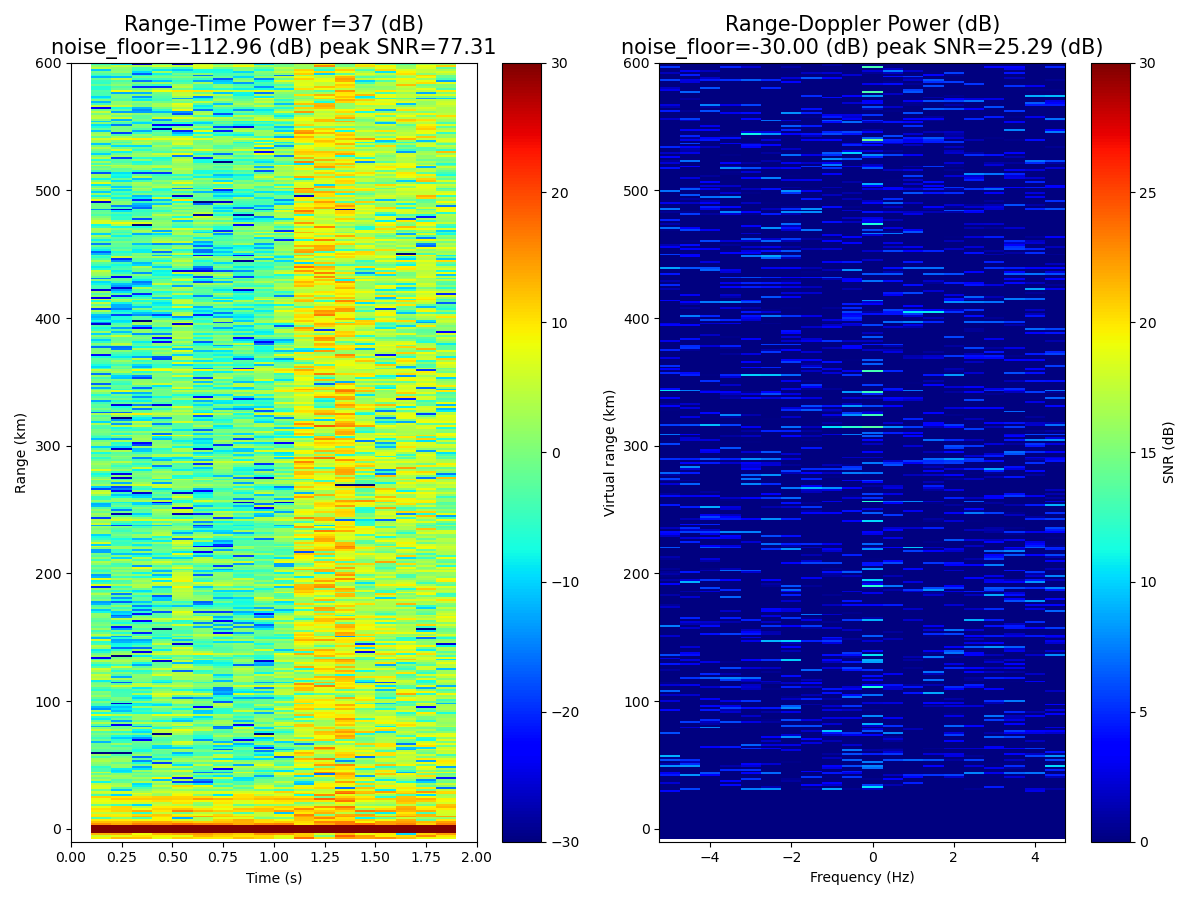 Range-Time Power f=37 (dB)
noise_floor=-112.96 (dB) peak SNR=77.31
Range-Doppler Power (dB)
noise_floor=-30.00 (dB) peak SNR=25.29 (dB)
600
500
400
300
200
100
0
Range (km)
0.00 0.25 0.50 0.75 1.00 1.25 1.50 1.75 2.00
Time (s)
30
20
10
0
−10
−20
−30
600
500
400
300
200
100
0
Virtual range (km)
−4 −2 0 2 4
Frequency (Hz)
30
25
20
15
10
5
0
SNR (dB)